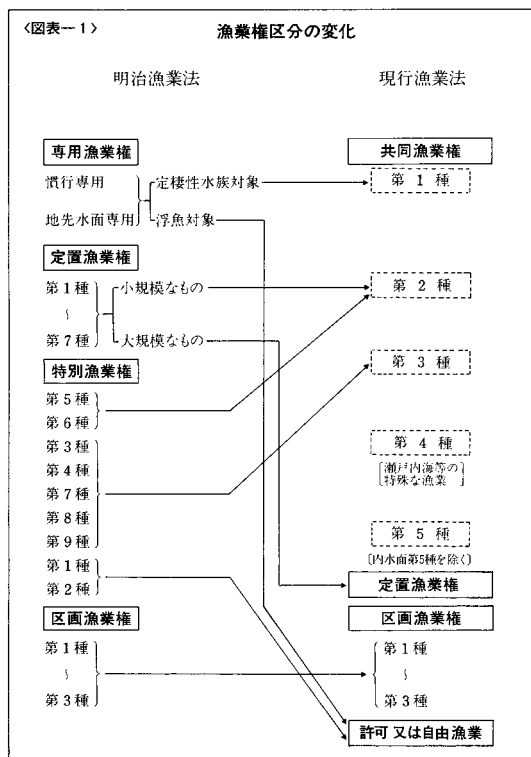 〈図表―1〉
漁業権区分の変化
明治漁業法
専用漁業権
慣行専用
地先水面専用
定棲性水族対象
浮魚対象
定置漁業権
第1種
〜
第7種
小規模なもの
大規模なもの
特別漁業権
第5種
第6種
第3種
第4種
第7種
第8種
第9種
第1種
第2種
区画漁業権
第1種
〜
第3種
現行漁業法
共同漁業権
第1種
第2種
第3種
第4種
[瀬戸内海等の
特殊な漁業]
第5種
〔内水面第5種を除く〕
定置漁業権
区画漁業権
第1種
〜
第3種
許可又は自由漁業